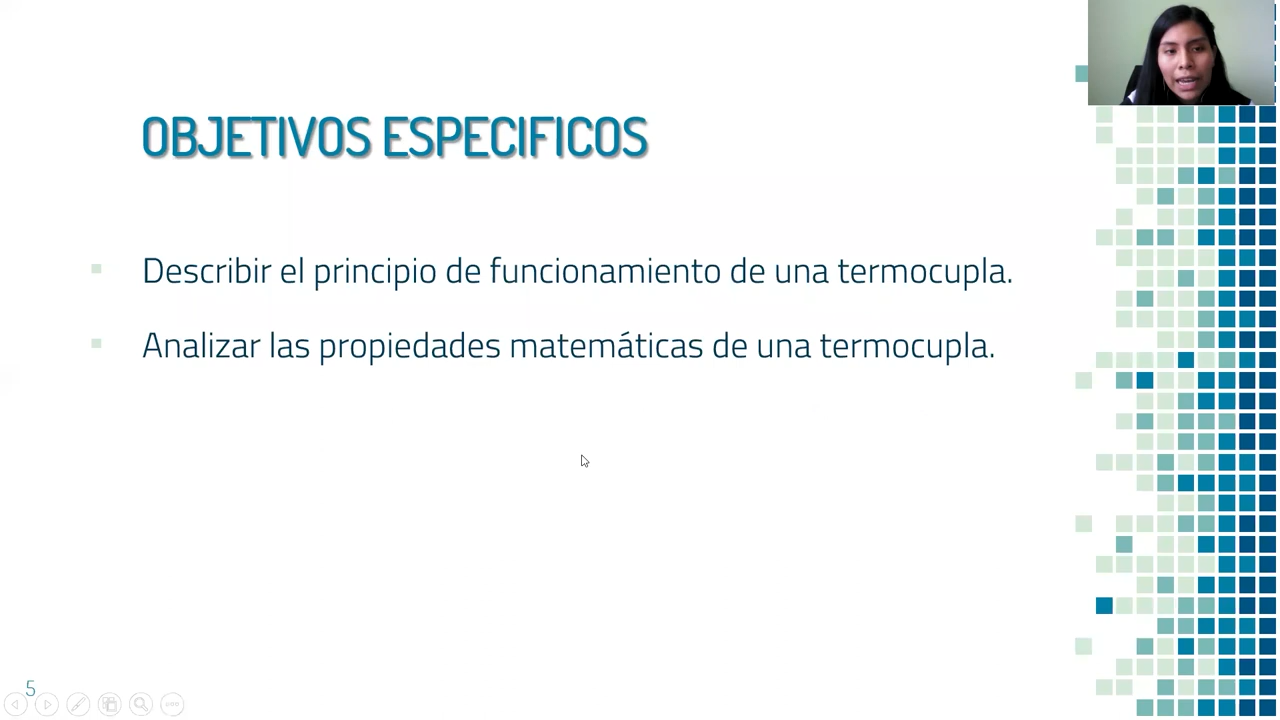 OBJETIVOS ESPECIFICOS
Describir el principio de funcionamiento de una termocupla.
Analizar las propiedades matemáticas de una termocupla.
5